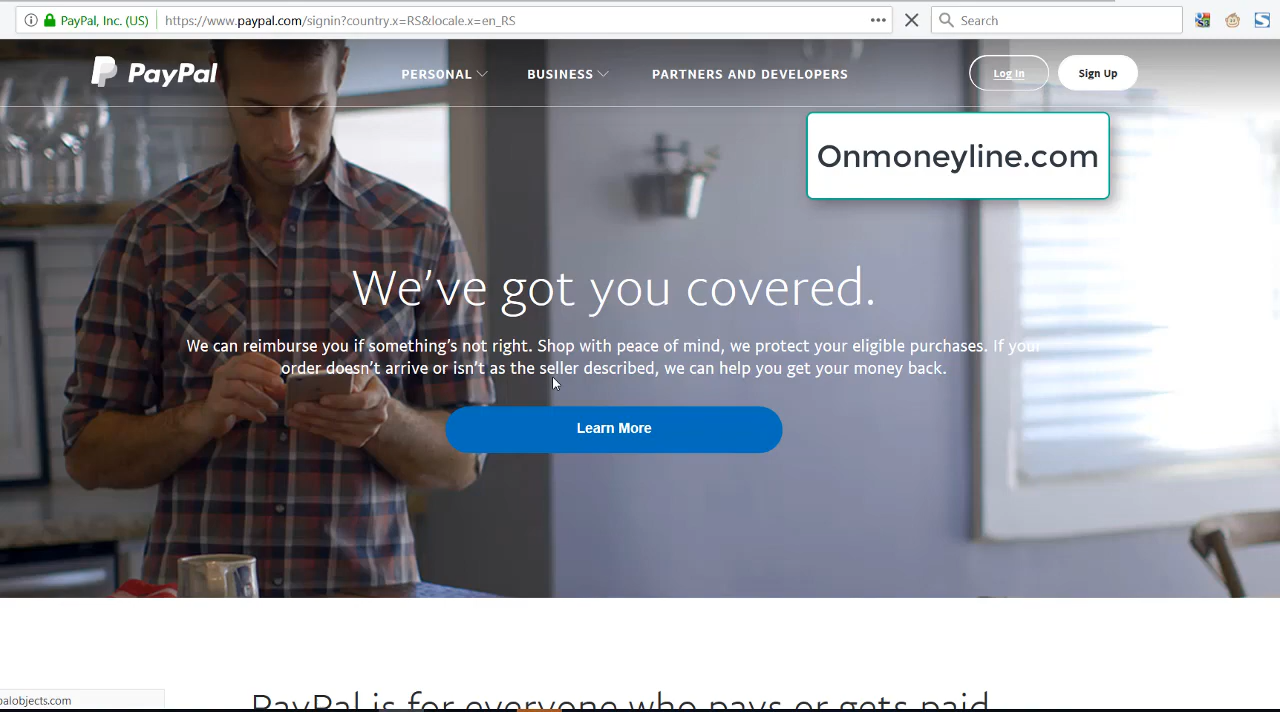 PayPal, Inc. (US)
https://www.paypal.com/signin?country.x=RS&locale.x=en_RS
Search
PayPal
PERSONAL
BUSINESS
PARTNERS AND DEVELOPERS
Log In
Sign Up
Onmoneyline.com
We've got you covered.
We can reimburse you if something's not right. Shop with peace of mind, we protect your eligible purchases. If your
order doesn't arrive or isn't as the seller described, we can help you get your money back.
Learn More
palobjects.com
PayPal is for everyone who pays or gets paid